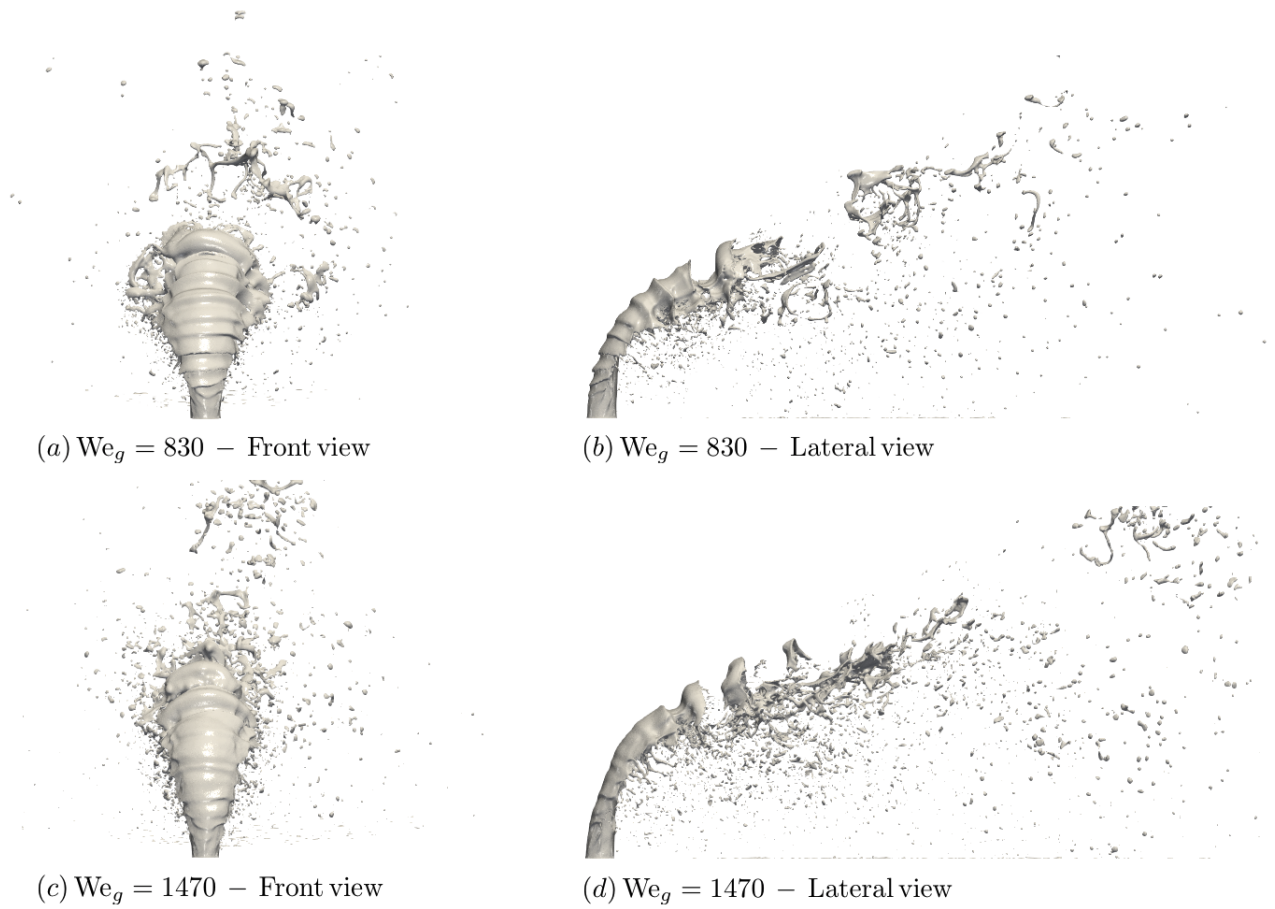 (a) We_g = 830 − Front view
(b) We_g = 830 − Lateral view
(c) We_g = 1470 − Front view
(d) We_g = 1470 − Lateral view